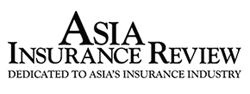 ASIA
INSURANCE REVIEW
DEDICATED TO ASIA'S INSURANCE INDUSTRY